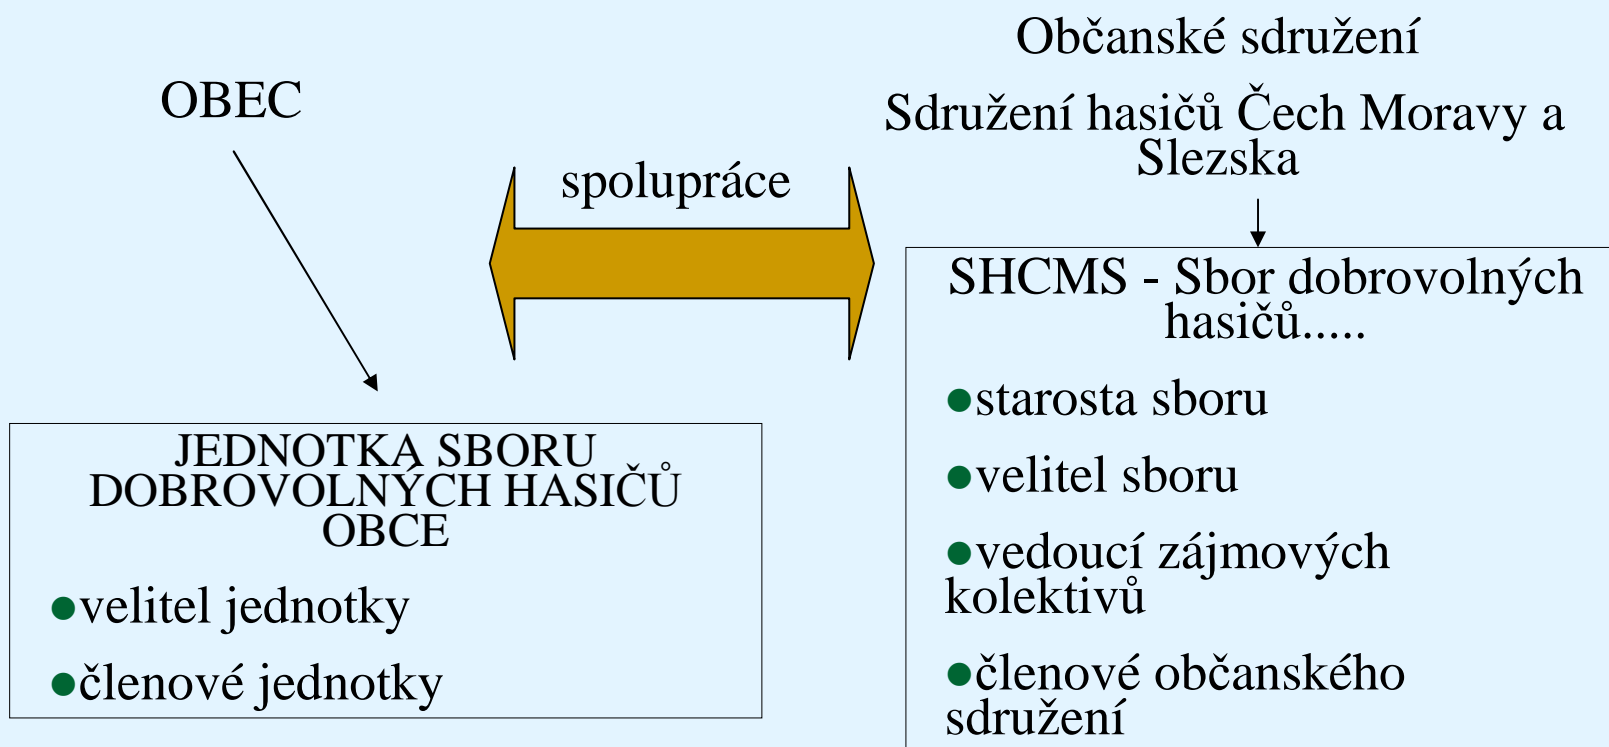 OBEC
spolupráce
Občanské sdružení
Sdružení hasičů Čech Moravy a
Slezska
JEDNOTKA SBORU
DOBROVOLNÝCH HASIČŮ
OBCE
●velitel jednotky
●členové jednotky
SHCMS - Sbor dobrovolných
hasičů.....
●starosta sboru
●velitel sboru
●vedoucí zájmových
kolektivů
●členové občanského
sdružení